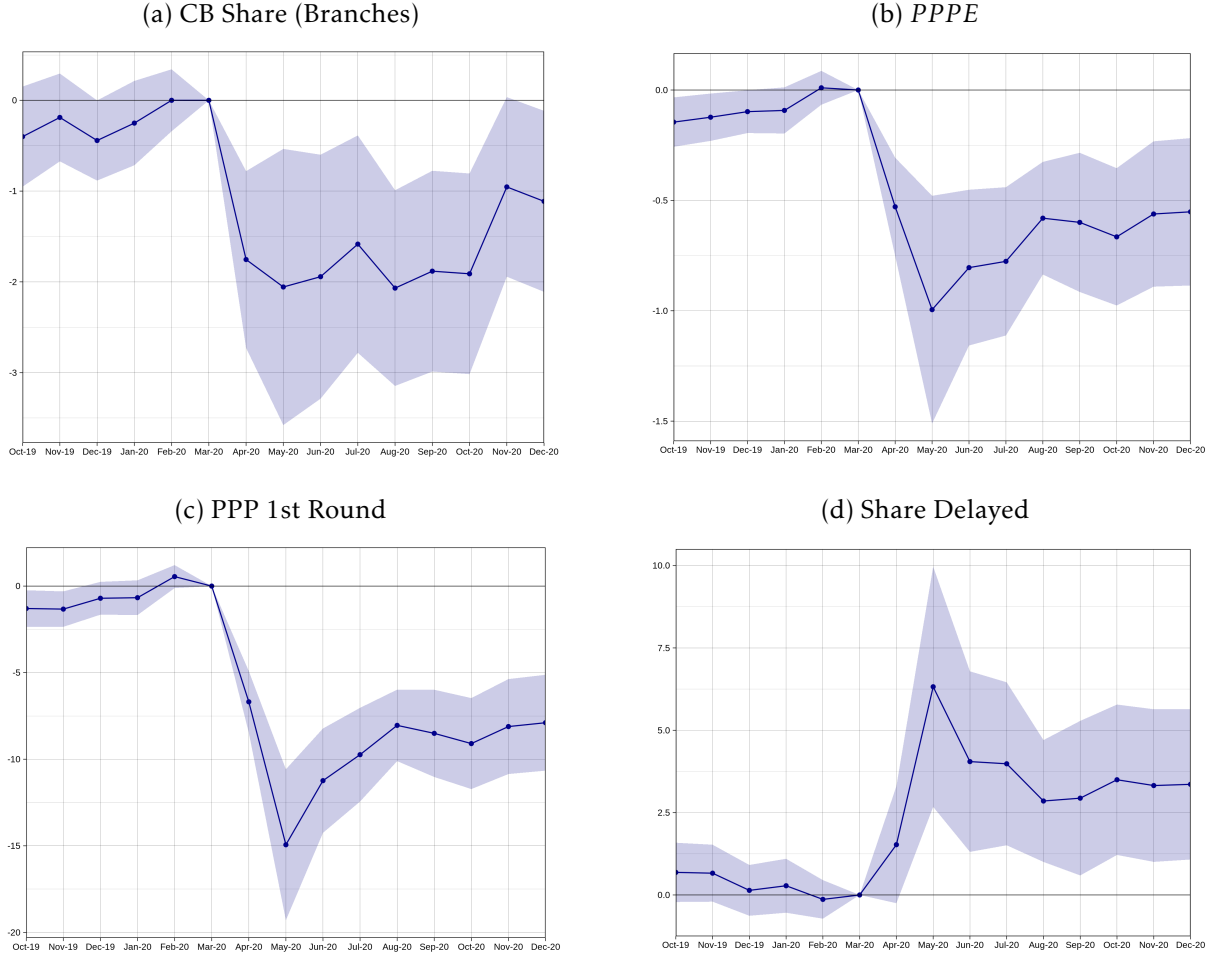 (a) CB Share (Branches)
0
-1
-2
-3
Oct-19 Nov-19 Dec-19 Jan-20 Feb-20 Mar-20 Apr-20 May-20 Jun-20 Jul-20 Aug-20 Sep-20 Oct-20 Nov-20 Dec-20
(b) PPPE
0.0
-0.5
-1.0
-1.5
Oct-19 Nov-19 Dec-19 Jan-20 Feb-20 Mar-20 Apr-20 May-20 Jun-20 Jul-20 Aug-20 Sep-20 Oct-20 Nov-20 Dec-20
(c) PPP 1st Round
0
-5
-10
-15
-20
Oct-19 Nov-19 Dec-19 Jan-20 Feb-20 Mar-20 Apr-20 May-20 Jun-20 Jul-20 Aug-20 Sep-20 Oct-20 Nov-20 Dec-20
(d) Share Delayed
10.0
7.5
5.0
2.5
0.0
Oct-19 Nov-19 Dec-19 Jan-20 Feb-20 Mar-20 Apr-20 May-20 Jun-20 Jul-20 Aug-20 Sep-20 Oct-20 Nov-20 Dec-20